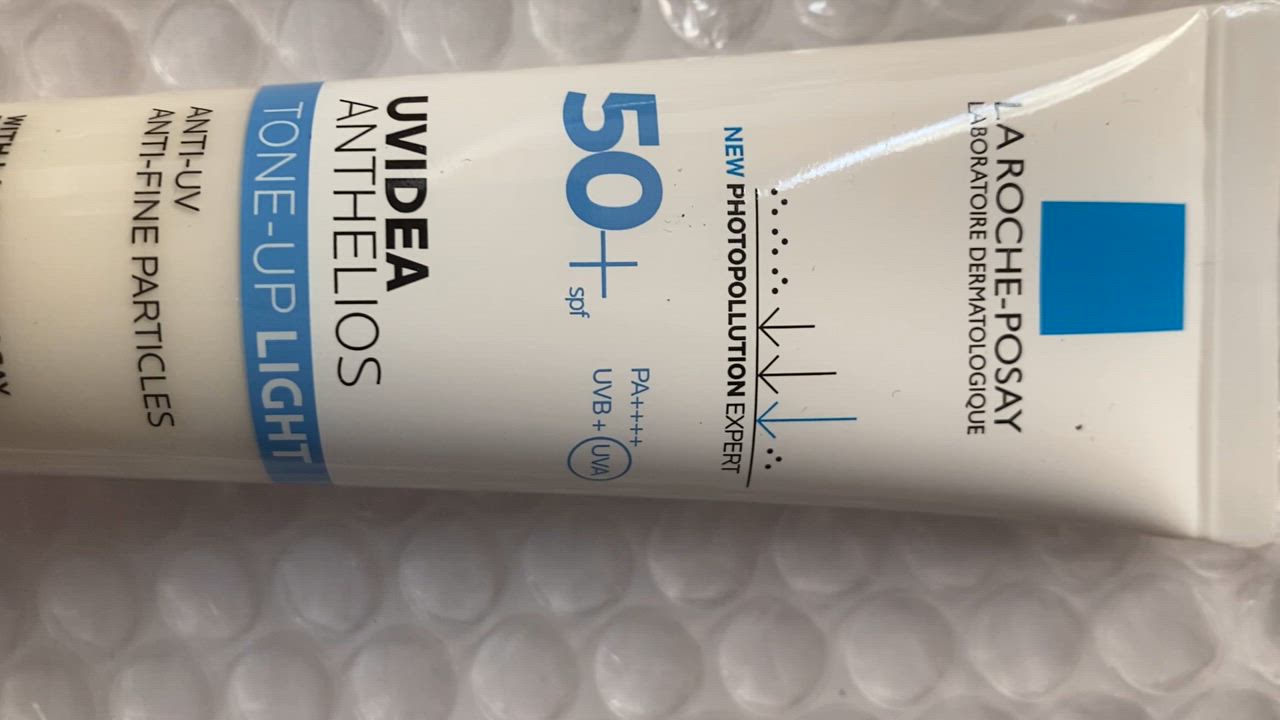 LA ROCHE-POSAY
LABORATOIRE DERMATOLOGIQUE
NEW PHOTOPOLLUTION EXPERT
50+
spf
PA++++
UVB + UVA
UVIDEA
ANTHELIOS
TONE-UP LIGHT
ANTI-UV
ANTI-FINE PARTICLES
WITH